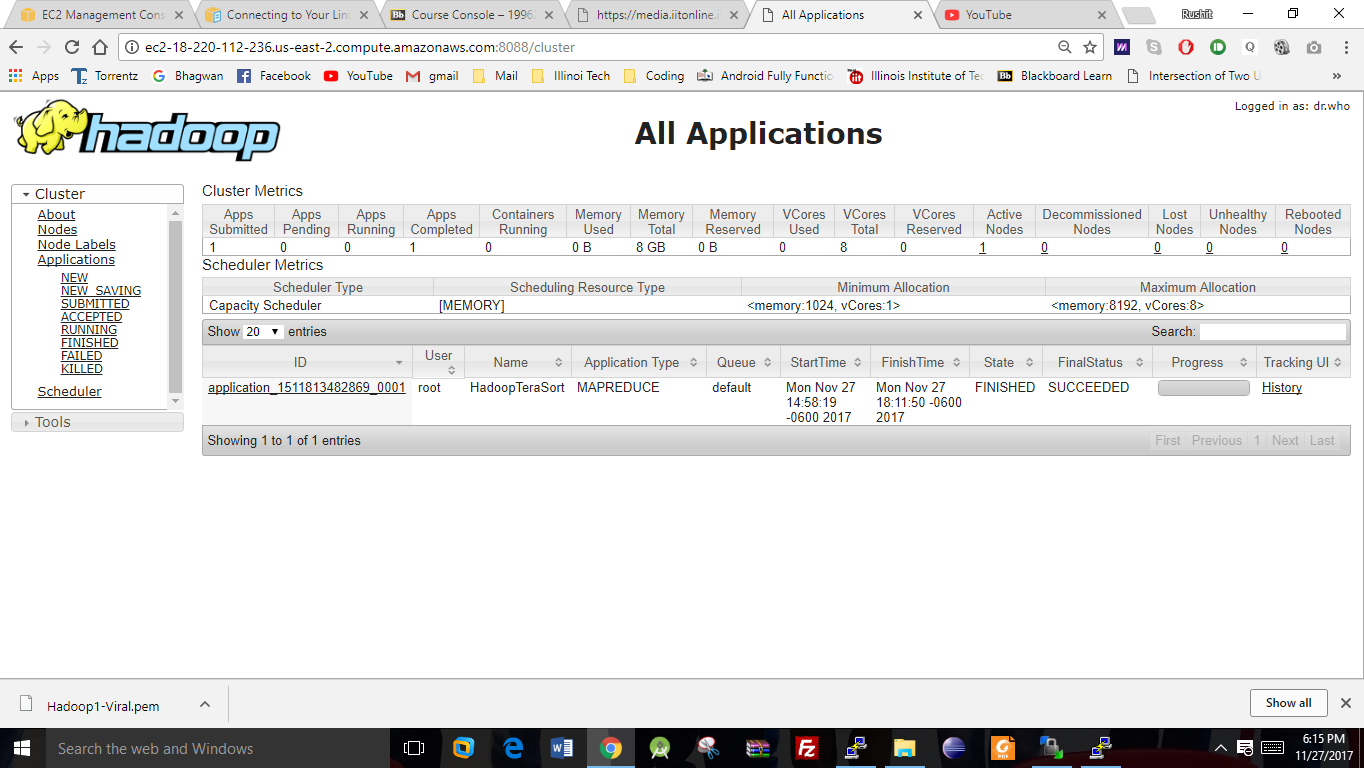 EC2 Management Cons
Connecting to Your Lin
Course Console – 1996
https://media.iitonline.
All Applications
YouTube
Rushit
ec2-18-220-112-236.us-east-2.compute.amazonaws.com:8088/cluster
Apps
Torrentz
Bhagwan
Facebook
YouTube
gmail
Mail
Illinoi Tech
Coding
Android Fully Functio
Illinois Institute of Tec
Blackboard Learn
Intersection of Two U
»
hadoop
All Applications
Logged in as: dr.who
Cluster
About
Nodes
Node Labels
Applications
NEW
NEW_SAVING
SUBMITTED
ACCEPTED
RUNNING
FINISHED
FAILED
KILLED
Scheduler
Tools
Cluster Metrics
Apps Submitted Apps Pending Apps Running Apps Completed Containers Running Memory Used Memory Total Memory Reserved VCores Used VCores Total VCores Reserved Active Nodes Decommissioned Nodes Lost Nodes Unhealthy Nodes Rebooted Nodes
1 0 0 1 0 0 B 8 GB 0 B 0 8 0 1 0 0 0 0
Scheduler Metrics
Scheduler Type Scheduling Resource Type Minimum Allocation Maximum Allocation
Capacity Scheduler [MEMORY] <memory:1024, vCores:1> <memory:8192, vCores:8>
Show 20 entries Search:
ID User Name Application Type Queue StartTime FinishTime State FinalStatus Progress Tracking UI
application_1511813482869_0001 root HadoopTeraSort MAPREDUCE default Mon Nov 27 14:58:19 -0600 2017 Mon Nov 27 18:11:50 -0600 2017 FINISHED SUCCEEDED History
Showing 1 to 1 of 1 entries First Previous 1 Next Last
Hadoop1-Viral.pem
Show all
Search the web and Windows
6:15 PM
11/27/2017